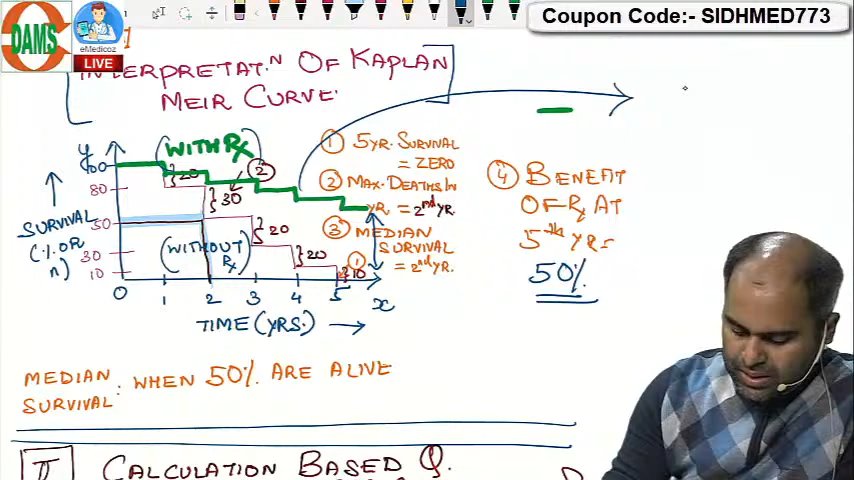 DAMS
eMedicoz
LIVE
Coupon Code:- SIDHMED773
INTERPRETATᴺ OF KAPLAN
MEIR CURVE
y
(WITH Rx)
100
80
50
30
10
SURVIVAL
(% OR
n)
}20
2
}30
}20
}20
}10
1
(WITHOUT
Rx)
0 1 2 3 4 5 x
TIME (YRS.)
1 5 YR. SURVIVAL
= ZERO
2 MAX. DEATHS IN
YR = 2nd YR.
3 MEDIAN
SURVIVAL
= 2nd YR.
4 BENEFIT
OF Rx AT
5th YRS
50%
MEDIAN
SURVIVAL : WHEN 50% ARE ALIVE
II CALCULATION BASED Q.